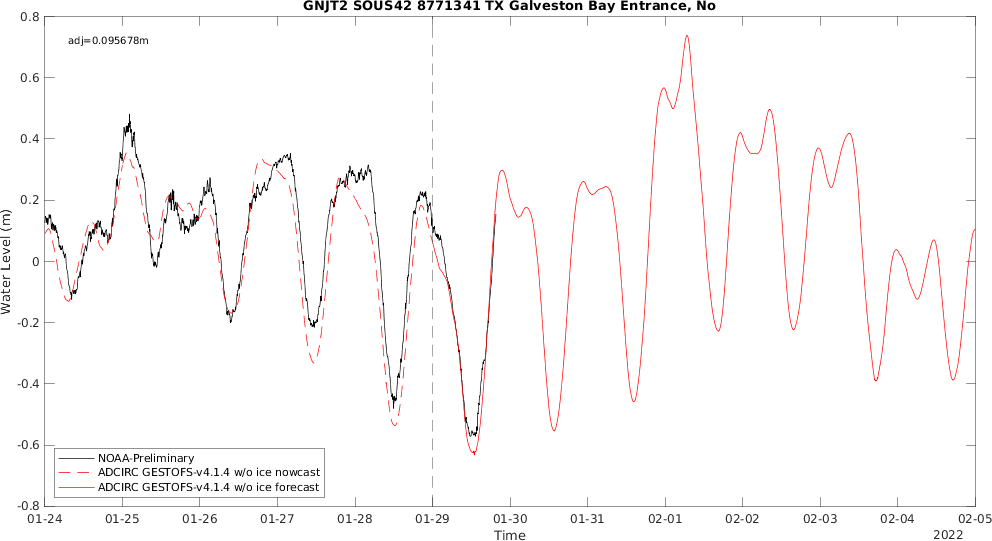 GNJT2 SOUS42 8771341 TX Galveston Bay Entrance, No
adj=0.095678m
0.8
0.6
0.4
0.2
0
-0.2
-0.4
-0.6
-0.8
Water Level (m)
NOAA-Preliminary
ADCIRC GESTOFS-v4.1.4 w/o ice nowcast
ADCIRC GESTOFS-v4.1.4 w/o ice forecast
01-24 01-25 01-26 01-27 01-28 01-29 01-30 01-31 02-01 02-02 02-03 02-04 02-05
Time
2022